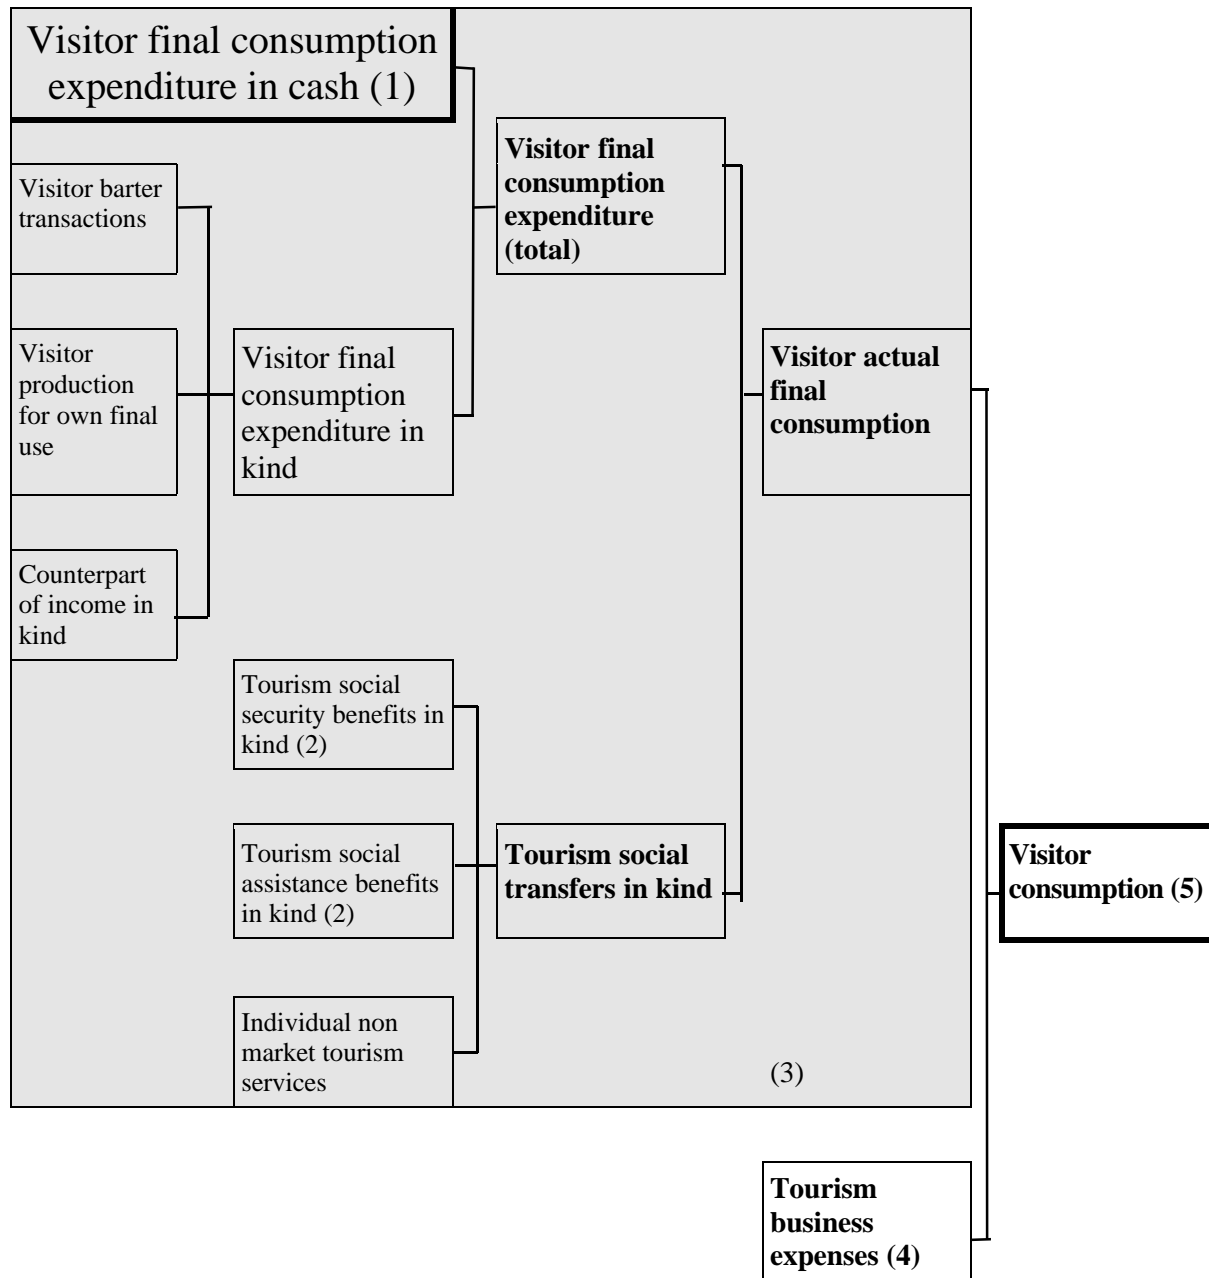 Visitor final consumption
expenditure in cash (1)
Visitor final
consumption
expenditure
(total)
Visitor barter
transactions
Visitor
production
for own final
use
Visitor final
consumption
expenditure in
kind
Visitor actual
final
consumption
Counterpart
of income in
kind
Tourism social
security benefits in
kind (2)
Tourism social
assistance benefits
in kind (2)
Tourism social
transfers in kind
Visitor
consumption (5)
Individual non
market tourism
services
(3)
Tourism
business
expenses (4)